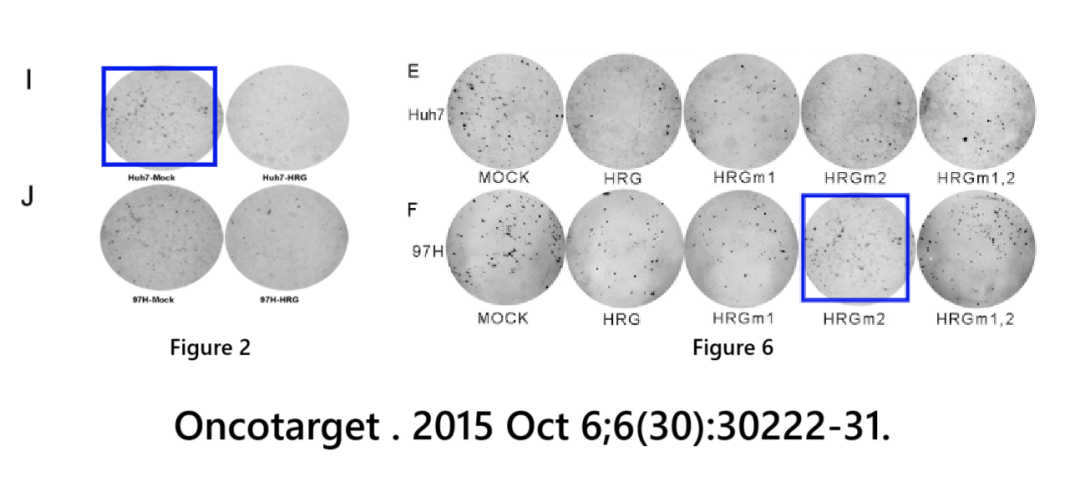 I
Huh7-Mock
Huh7-HRG
J
97H-Mock
97H-HRG
Figure 2
E
Huh7
MOCK
HRG
HRGm1
HRGm2
HRGm1,2
F
97H
MOCK
HRG
HRGm1
HRGm2
HRGm1,2
Figure 6
Oncotarget . 2015 Oct 6;6(30):30222-31.